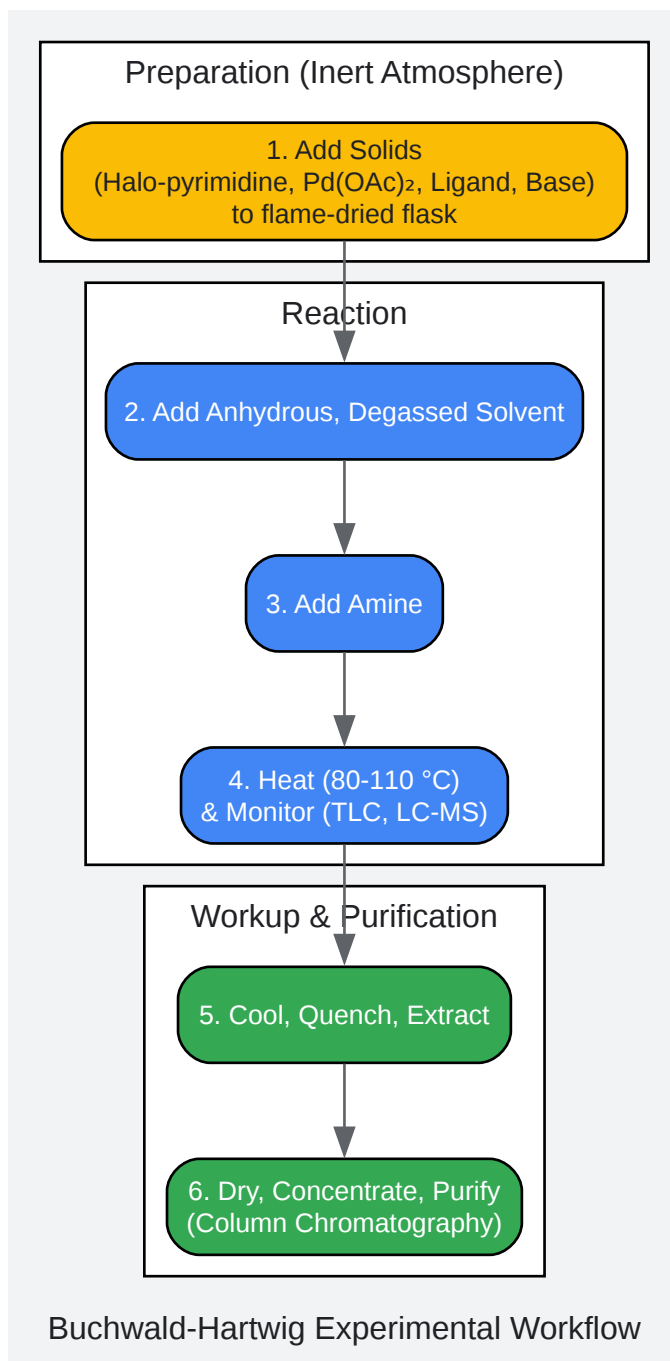 Preparation (Inert Atmosphere)
1. Add Solids
(Halo-pyrimidine, Pd(OAc)₂, Ligand, Base)
to flame-dried flask
Reaction
2. Add Anhydrous, Degassed Solvent
3. Add Amine
4. Heat (80-110 °C)
& Monitor (TLC, LC-MS)
Workup & Purification
5. Cool, Quench, Extract
6. Dry, Concentrate, Purify
(Column Chromatography)
Buchwald-Hartwig Experimental Workflow